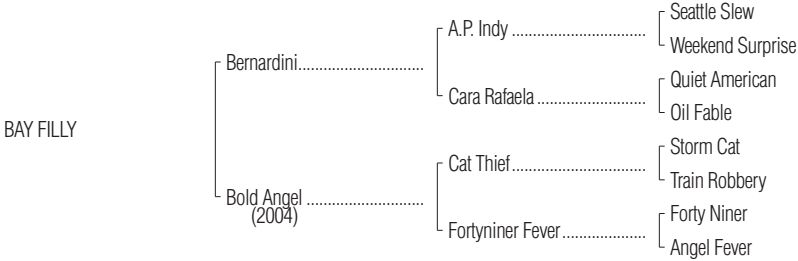 Seattle Slew
A.P. Indy ..............................
Weekend Surprise
Bernardini............................
Quiet American
Cara Rafaela .........................
Oil Fable
BAY FILLY
Storm Cat
Cat Thief...............................
Train Robbery
Bold Angel ..........................
(2004)
Forty Niner
Fortyniner Fever....................
Angel Fever